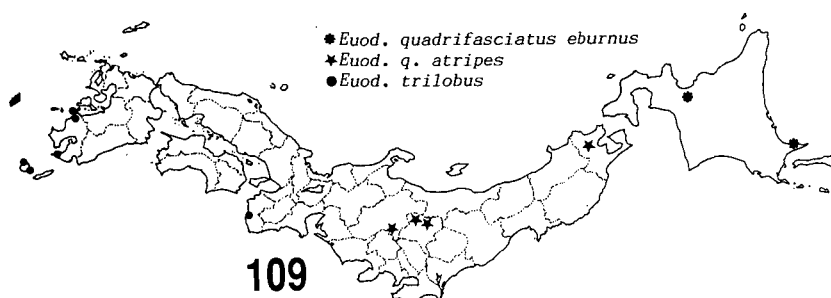 ✸Euod. quadrifasciatus eburnus
★Euod. q. atripes
●Euod. trilobus
109